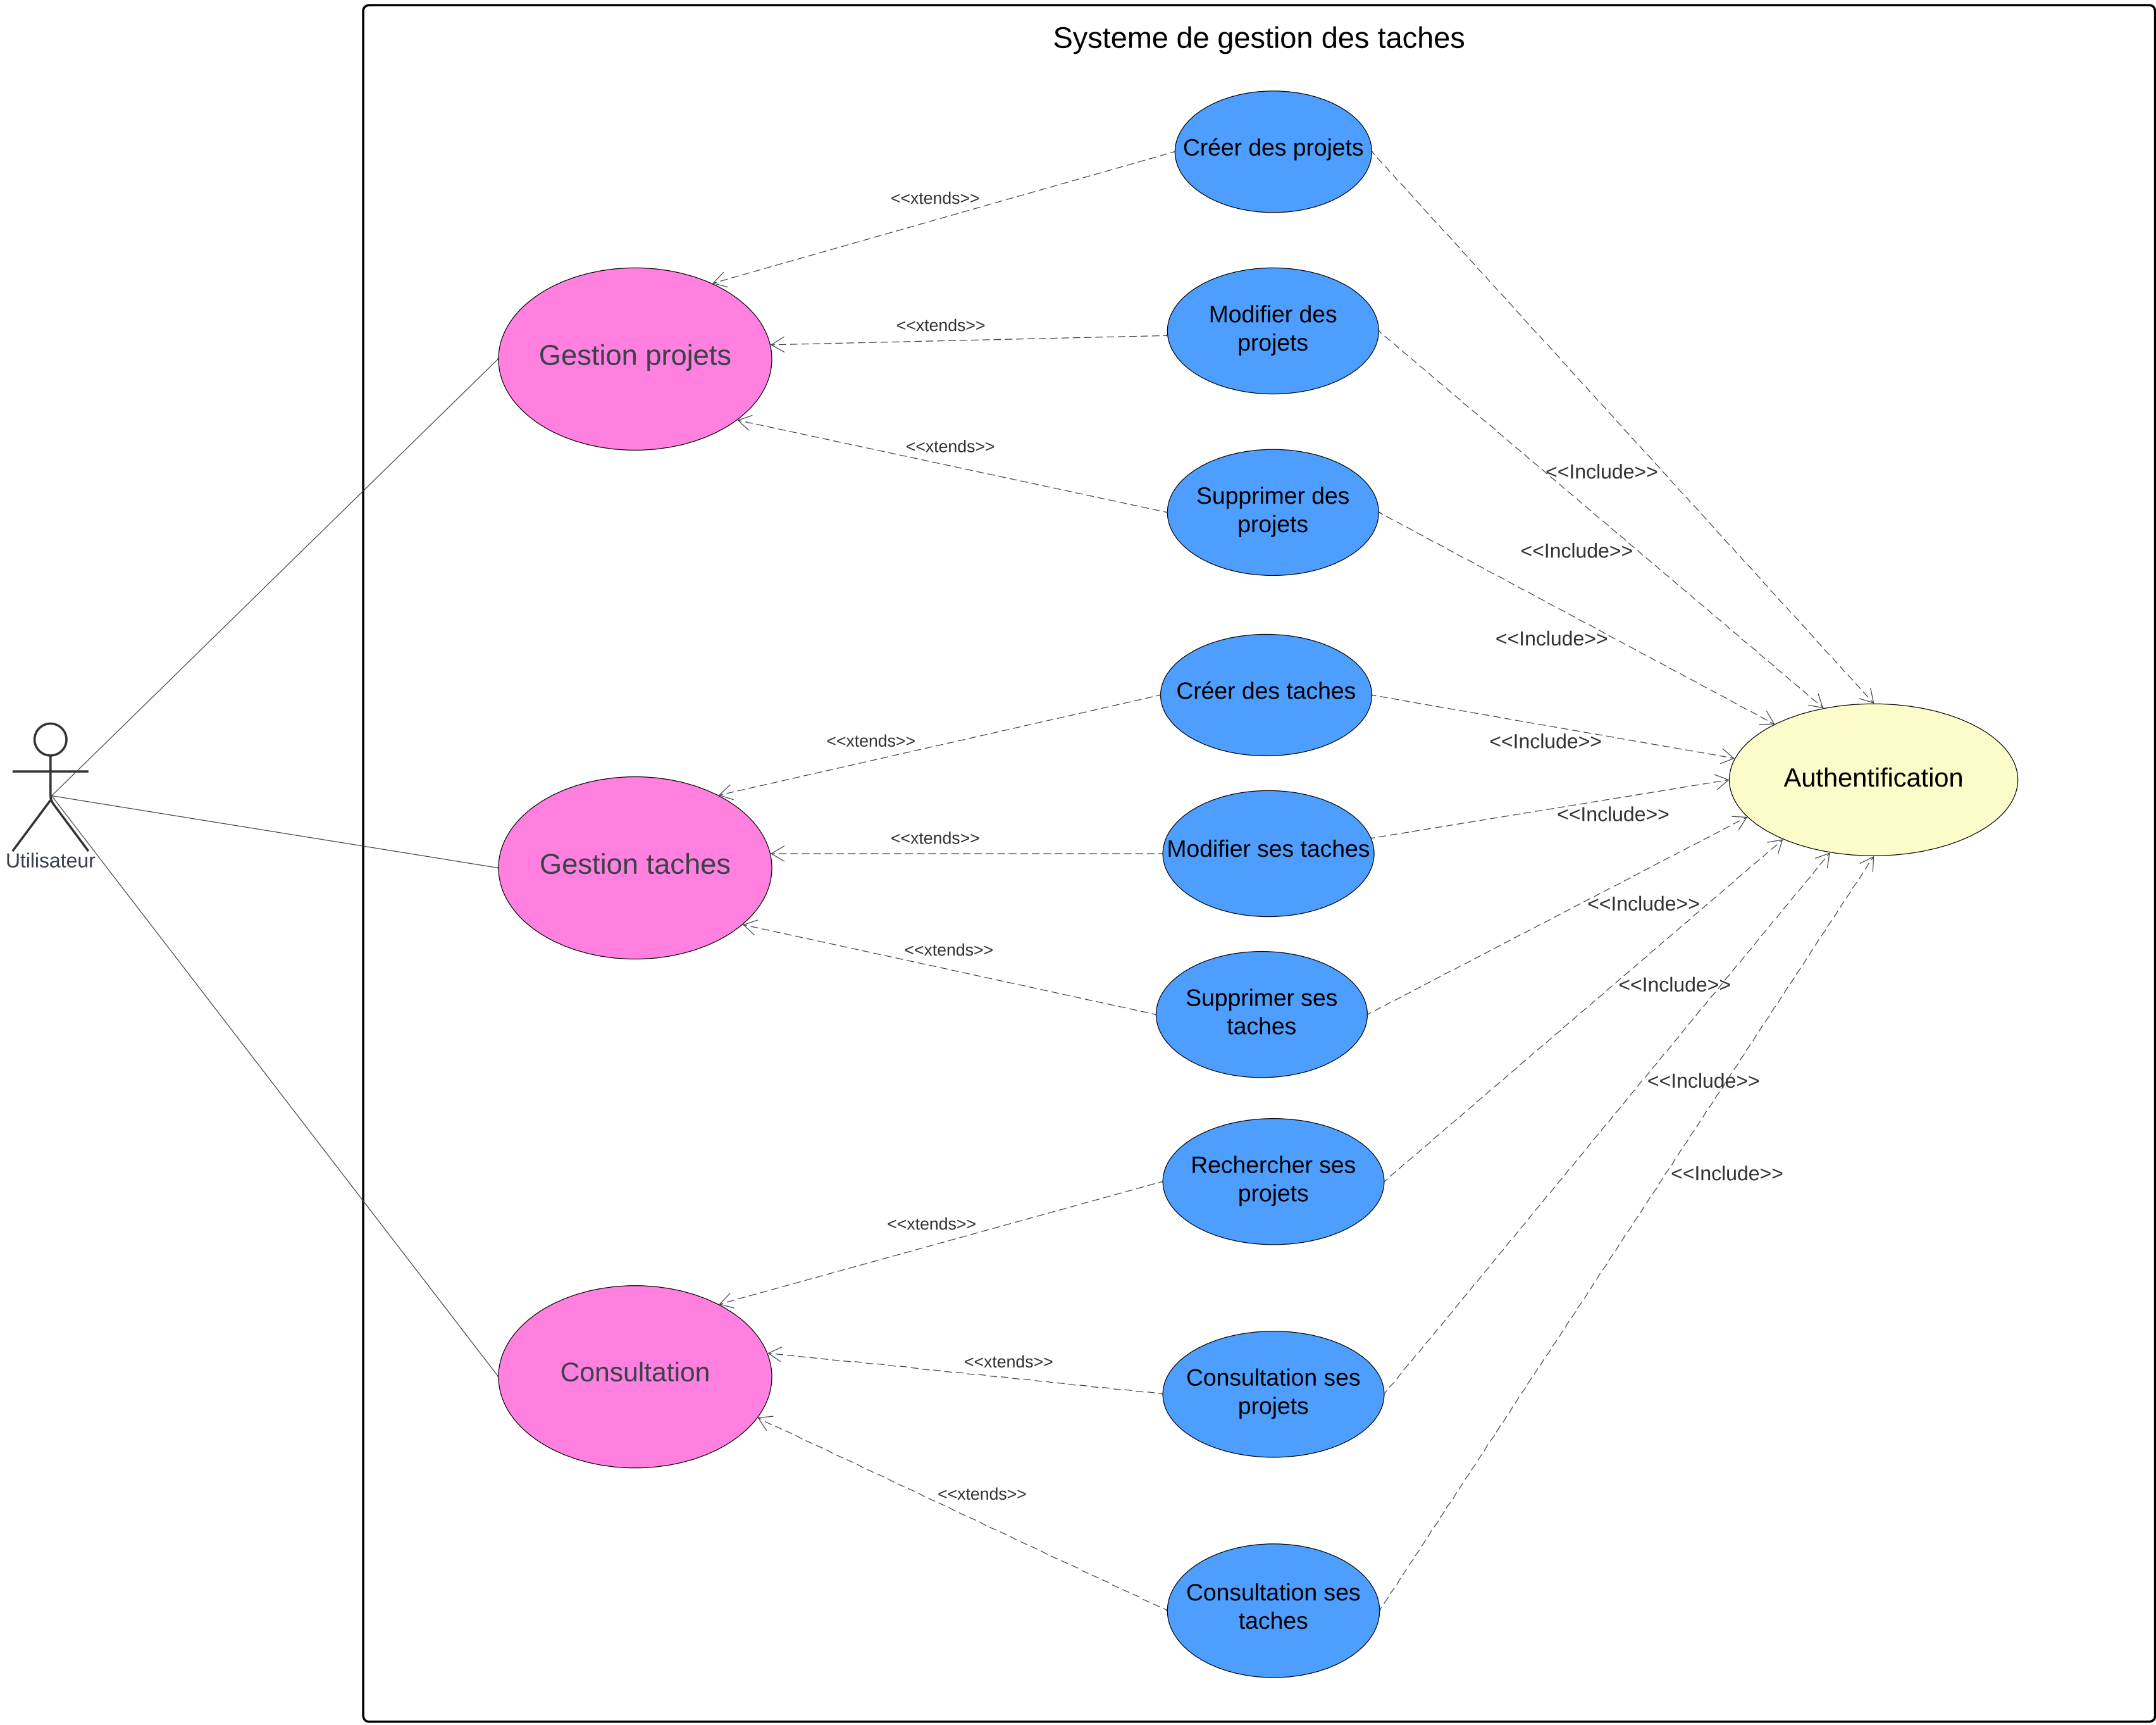 Systeme de gestion des taches
Créer des projets
<<xtends>>
Modifier des
projets
<<xtends>>
Gestion projets
<<xtends>>
<<Include>>
Supprimer des
projets
<<Include>>
<<Include>>
Créer des taches
<<xtends>>
<<Include>>
Authentification
<<Include>>
Utilisateur
Gestion taches
<<xtends>>
Modifier ses taches
<<Include>>
<<xtends>>
Supprimer ses
taches
<<Include>>
<<Include>>
Rechercher ses
projets
<<Include>>
<<xtends>>
Consultation
<<xtends>>
Consultation ses
projets
<<xtends>>
Consultation ses
taches